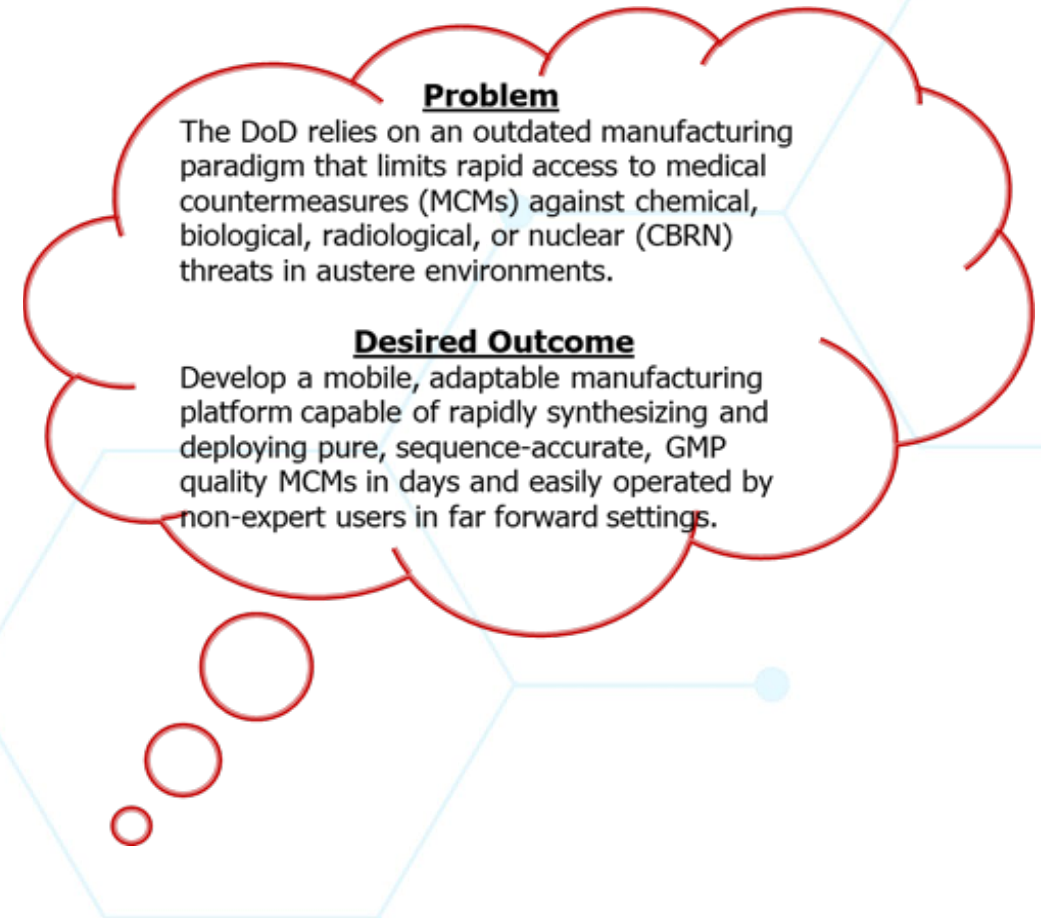 Problem
The DoD relies on an outdated manufacturing
paradigm that limits rapid access to medical
countermeasures (MCMs) against chemical,
biological, radiological, or nuclear (CBRN)
threats in austere environments.
Desired Outcome
Develop a mobile, adaptable manufacturing
platform capable of rapidly synthesizing and
deploying pure, sequence-accurate, GMP
quality MCMs in days and easily operated by
non-expert users in far forward settings.